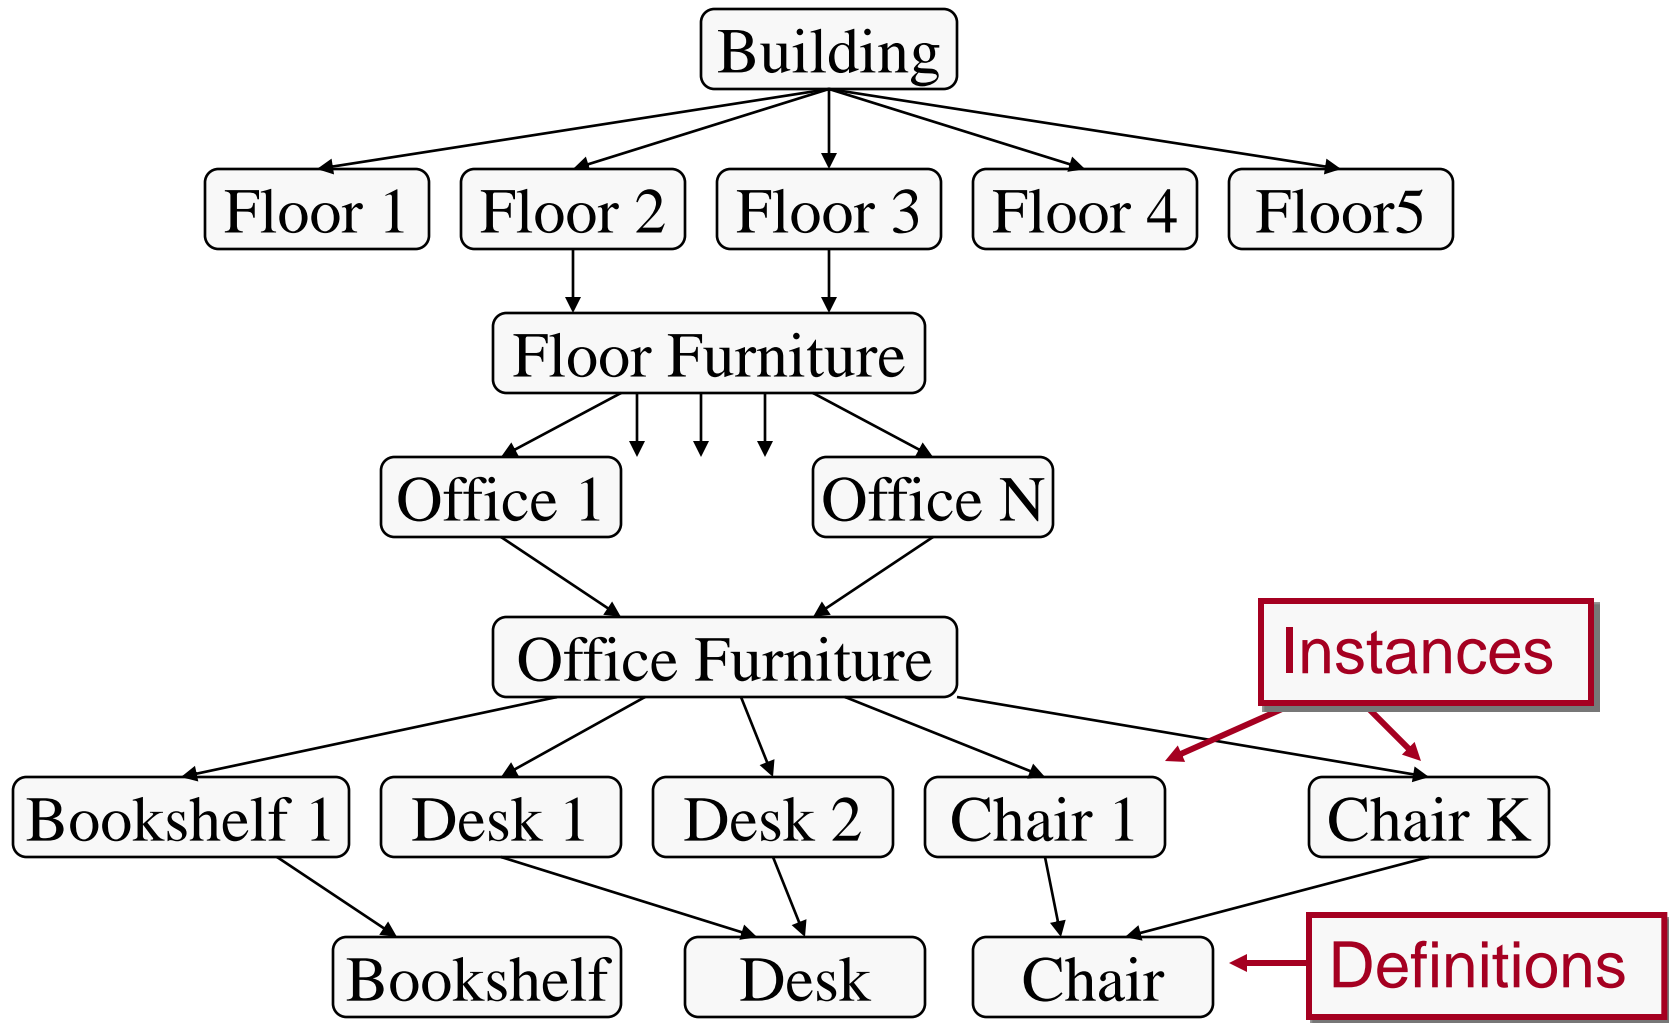 Building
Floor 1
Floor 2
Floor 3
Floor 4
Floor5
Floor Furniture
Office 1
Office N
Office Furniture
Instances
Bookshelf 1
Desk 1
Desk 2
Chair 1
Chair K
Bookshelf
Desk
Chair
Definitions